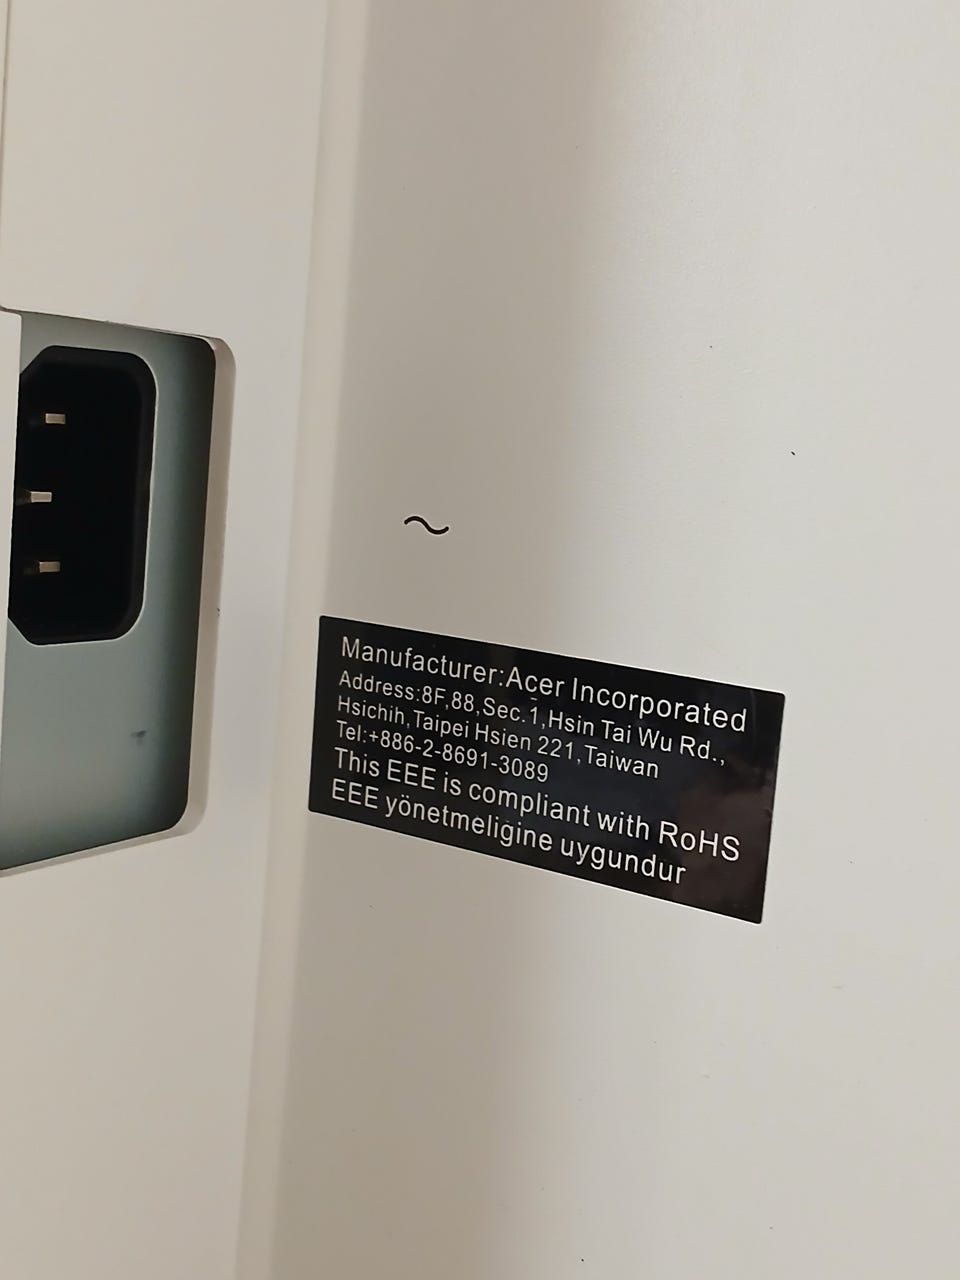 ~
Manufacturer:Acer Incorporated
Address:8F,88,Sec.1,Hsin Tai Wu Rd.,
Hsichih,Taipei Hsien 221,Taiwan
Tel:+886-2-8691-3089
This EEE is compliant with RoHS
EEE yönetmeligine uygundur